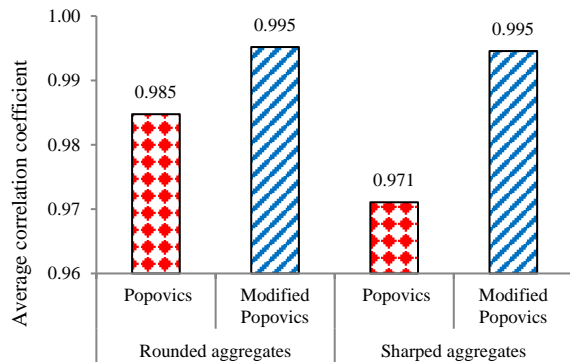 1.00
0.99
0.98
0.97
0.96
Average correlation coefficient
0.985
0.995
0.971
0.995
Popovics
Modified
Popovics
Popovics
Modified
Popovics
Rounded aggregates
Sharped aggregates